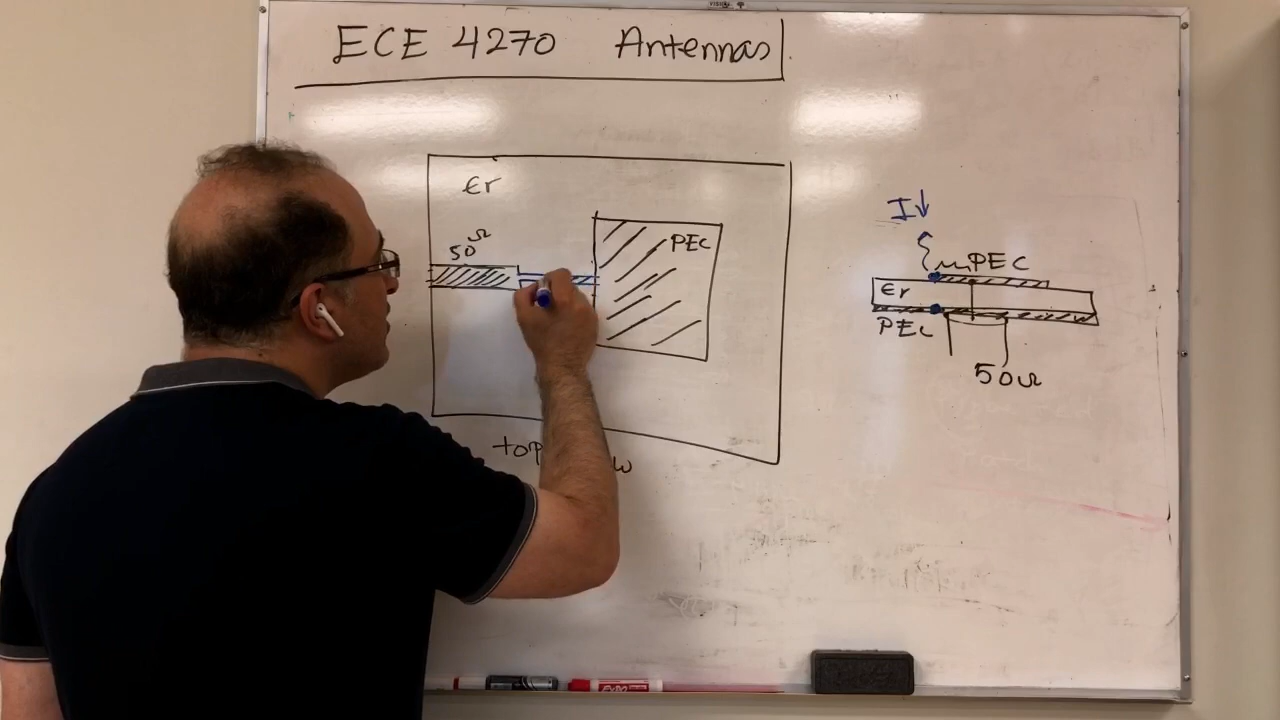 ECE 4270 Antennas
εr
50Ω
PEC
I↓
PEC
εr
PEC
50Ω